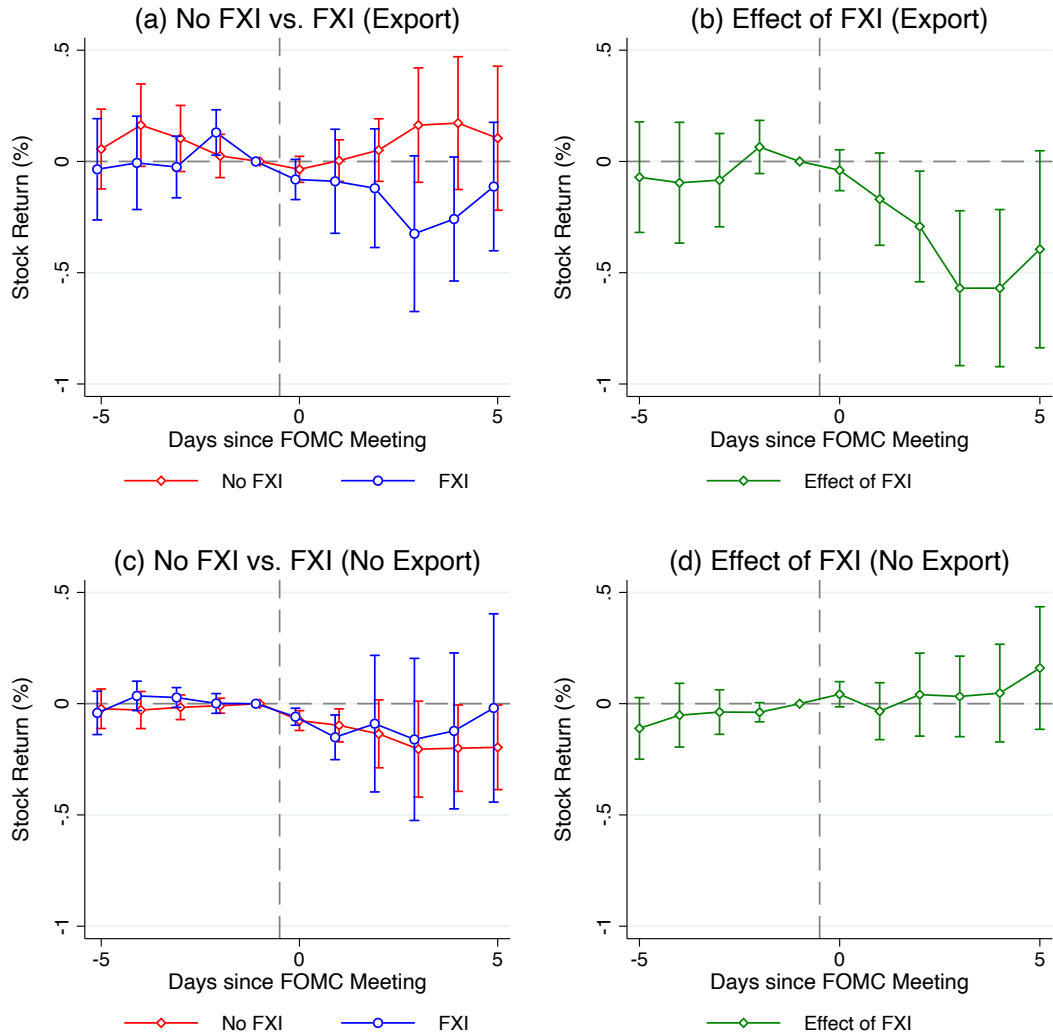 (a) No FXI vs. FXI (Export)
Stock Return (%)
.5
0
-.5
-1
-5
0
5
Days since FOMC Meeting
No FXI
FXI
(b) Effect of FXI (Export)
Stock Return (%)
.5
0
-.5
-1
-5
0
5
Days since FOMC Meeting
Effect of FXI
(c) No FXI vs. FXI (No Export)
Stock Return (%)
.5
0
-.5
-1
-5
0
5
Days since FOMC Meeting
No FXI
FXI
(d) Effect of FXI (No Export)
Stock Return (%)
.5
0
-.5
-1
-5
0
5
Days since FOMC Meeting
Effect of FXI